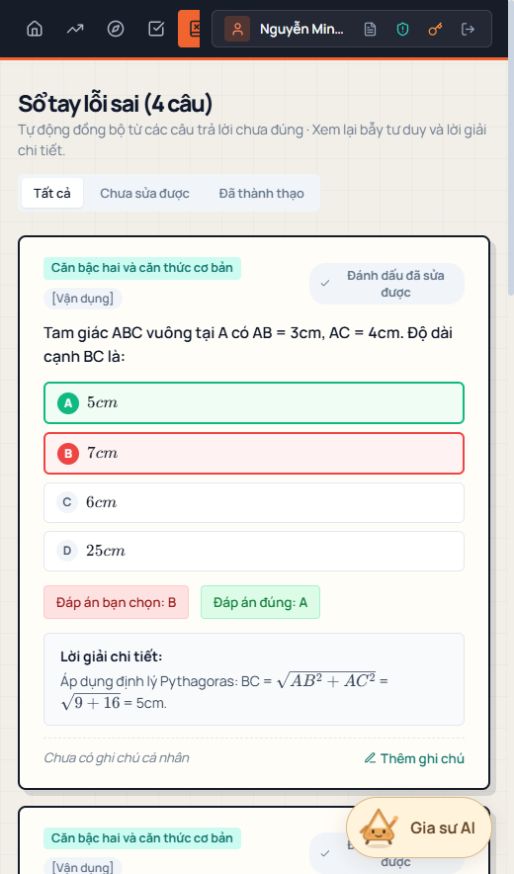 Nguyễn Min...
Sổ tay lỗi sai (4 câu)
Tự động đồng bộ từ các câu trả lời chưa đúng · Xem lại bẫy tư duy và lời giải
chi tiết.
Tất cả
Chưa sửa được
Đã thành thạo
Căn bậc hai và căn thức cơ bản
[Vận dụng]
Đánh dấu đã sửa
được
Tam giác ABC vuông tại A có AB = 3cm, AC = 4cm. Độ dài
cạnh BC là:
A 5cm
B 7cm
C 6cm
D 25cm
Đáp án bạn chọn: B
Đáp án đúng: A
Lời giải chi tiết:
Áp dụng định lý Pythagoras: BC = √(AB² + AC²) =
√(9 + 16) = 5cm.
Chưa có ghi chú cá nhân
Thêm ghi chú
Căn bậc hai và căn thức cơ bản
[Vận dụng]
được
Gia sư AI